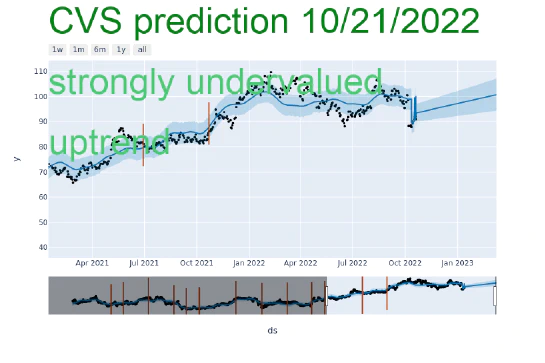 CVS prediction 10/21/2022
1w 1m 6m 1y all
strongly undervalued
uptrend
110
100
90
80
70
60
50
40
y
Apr 2021 Jul 2021 Oct 2021 Jan 2022 Apr 2022 Jul 2022 Oct 2022 Jan 2023
ds